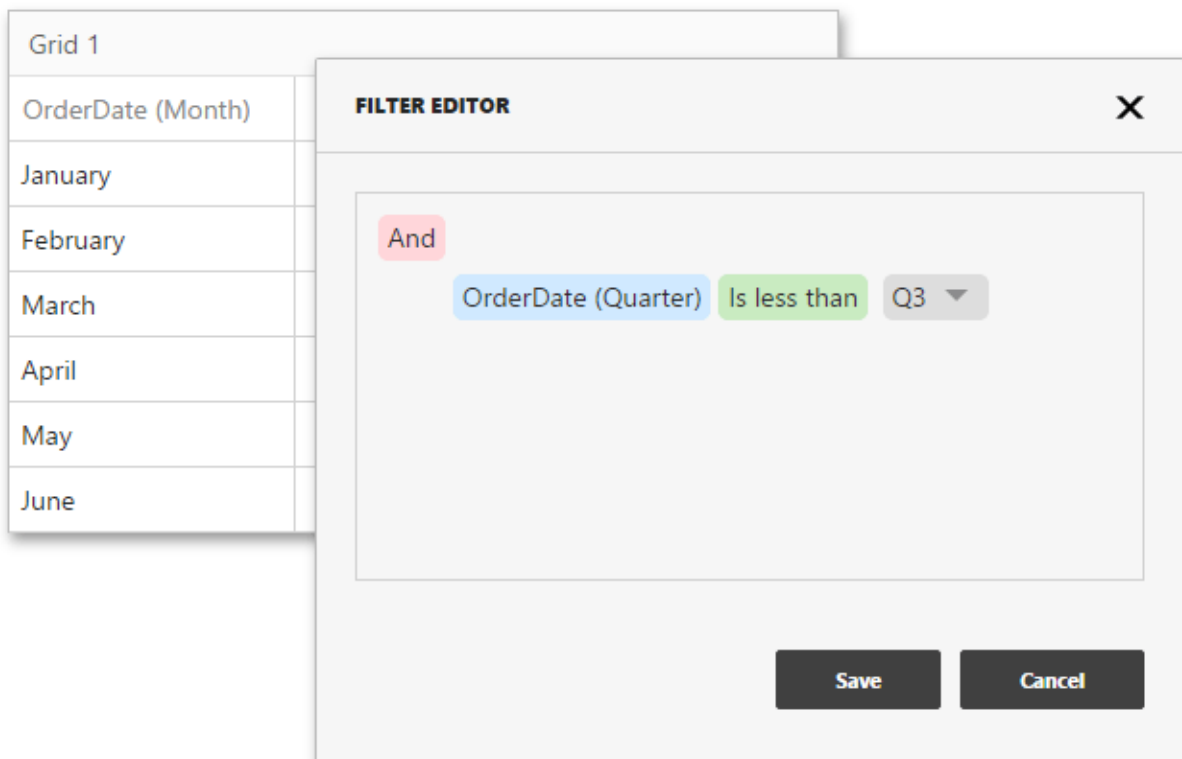 Grid 1
OrderDate (Month)
January
February
March
April
May
June
FILTER EDITOR
And
OrderDate (Quarter) Is less than Q3
Save Cancel